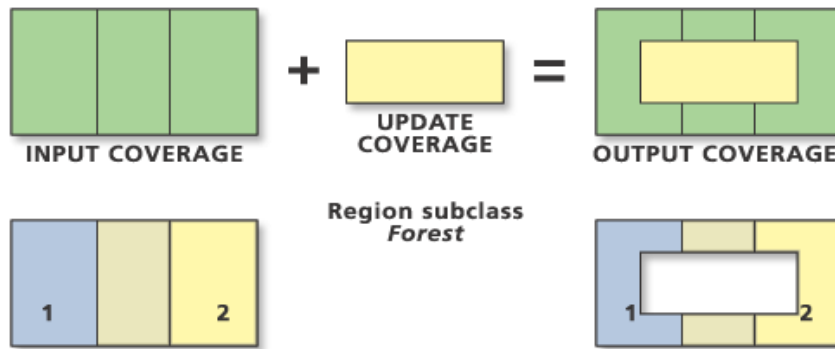 + =
INPUT COVERAGE
UPDATE
COVERAGE
OUTPUT COVERAGE
Region subclass
Forest
1 2
1 2